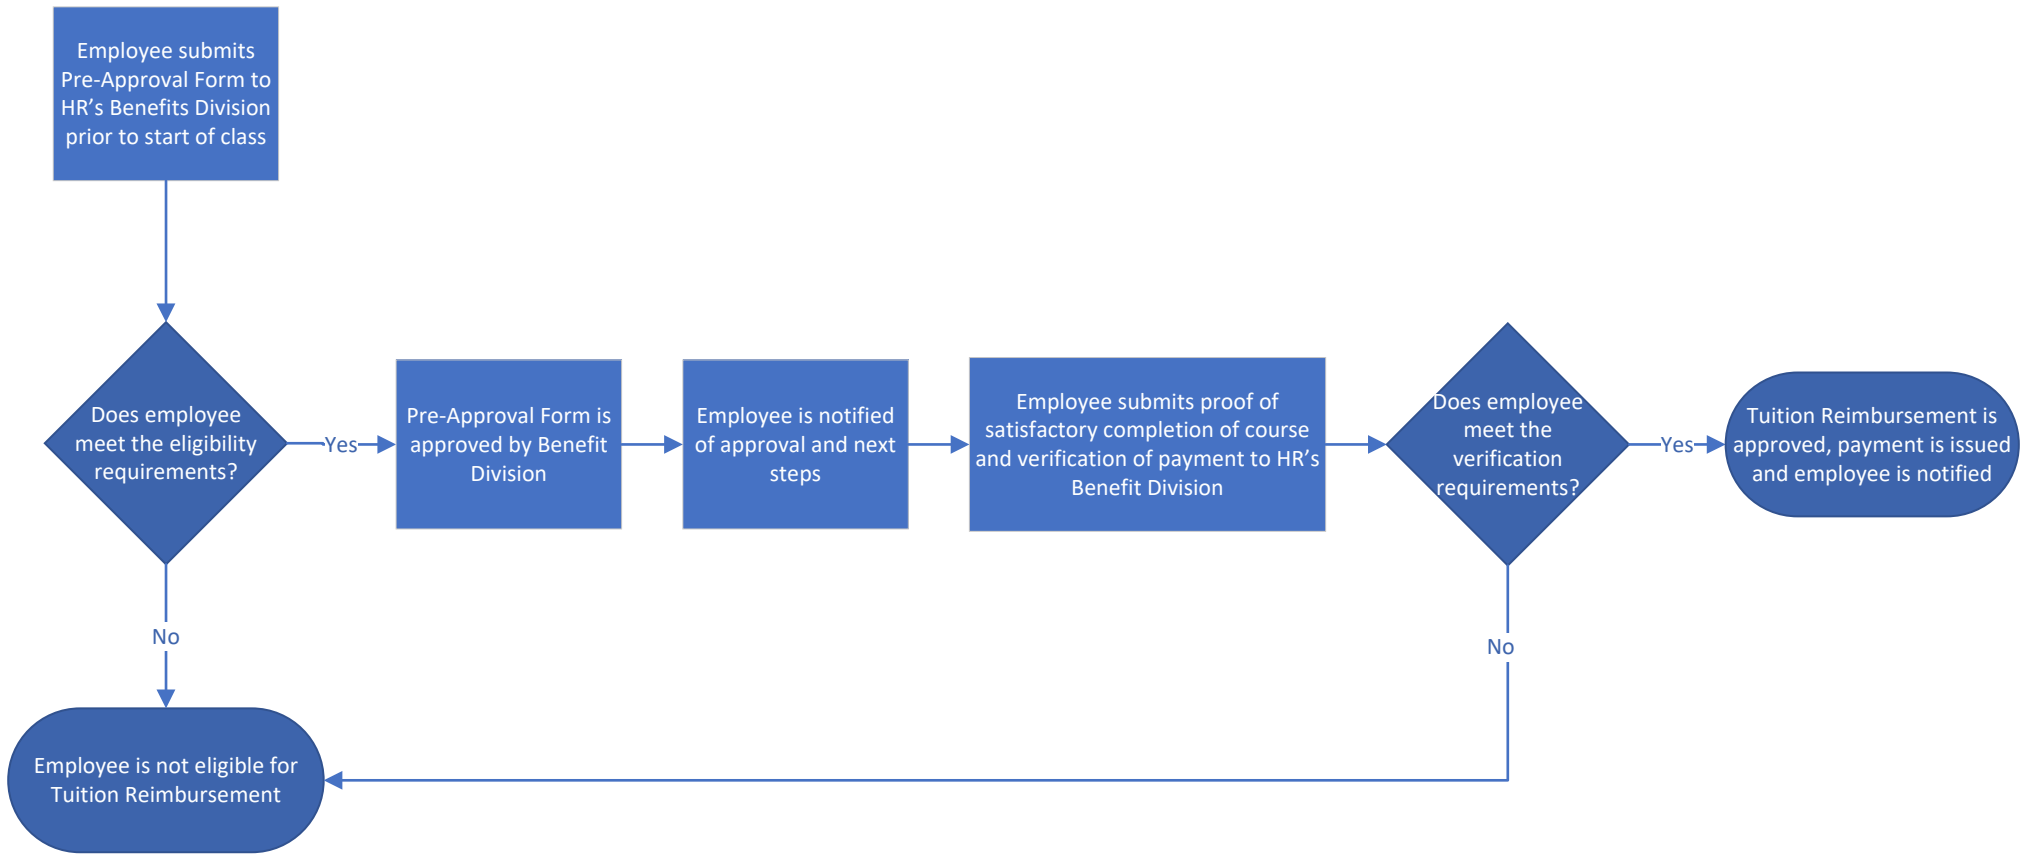 Employee submits
Pre-Approval Form to
HR’s Benefits Division
prior to start of class
Does employee
meet the eligibility
requirements?
Yes
Pre-Approval Form is
approved by Benefit
Division
Employee is notified
of approval and next
steps
Employee submits proof of
satisfactory completion of course
and verification of payment to HR’s
Benefit Division
Does employee
meet the
verification
requirements?
Yes
Tuition Reimbursement is
approved, payment is issued
and employee is notified
No
No
Employee is not eligible for
Tuition Reimbursement